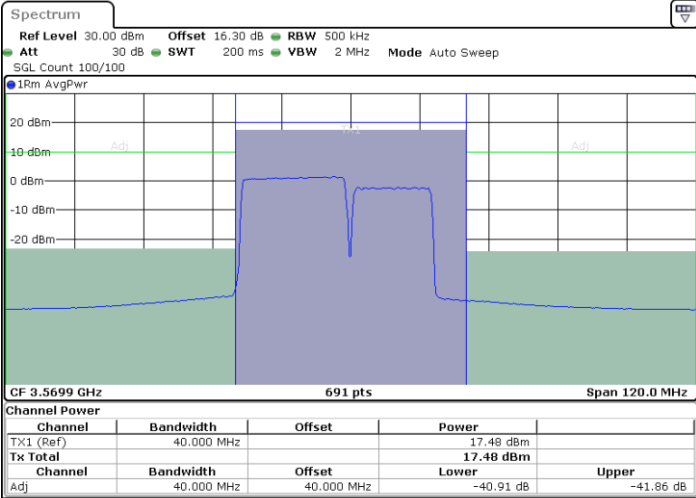 Spectrum
Ref Level 30.00 dBm Offset 16.30 dB RBW 500 kHz
Att 30 dB SWT 200 ms VBW 2 MHz Mode Auto Sweep
SGL Count 100/100
1Rm AvgPwr
20 dBm
TX1
Adj Adj
10 dBm
0 dBm
-10 dBm
-20 dBm
CF 3.5699 GHz 691 pts Span 120.0 MHz
Channel Power
Channel Bandwidth Offset Power
TX1 (Ref) 40.000 MHz 17.48 dBm
Tx Total 17.48 dBm
Channel Bandwidth Offset Lower Upper
Adj 40.000 MHz 40.000 MHz -40.91 dB -41.86 dB